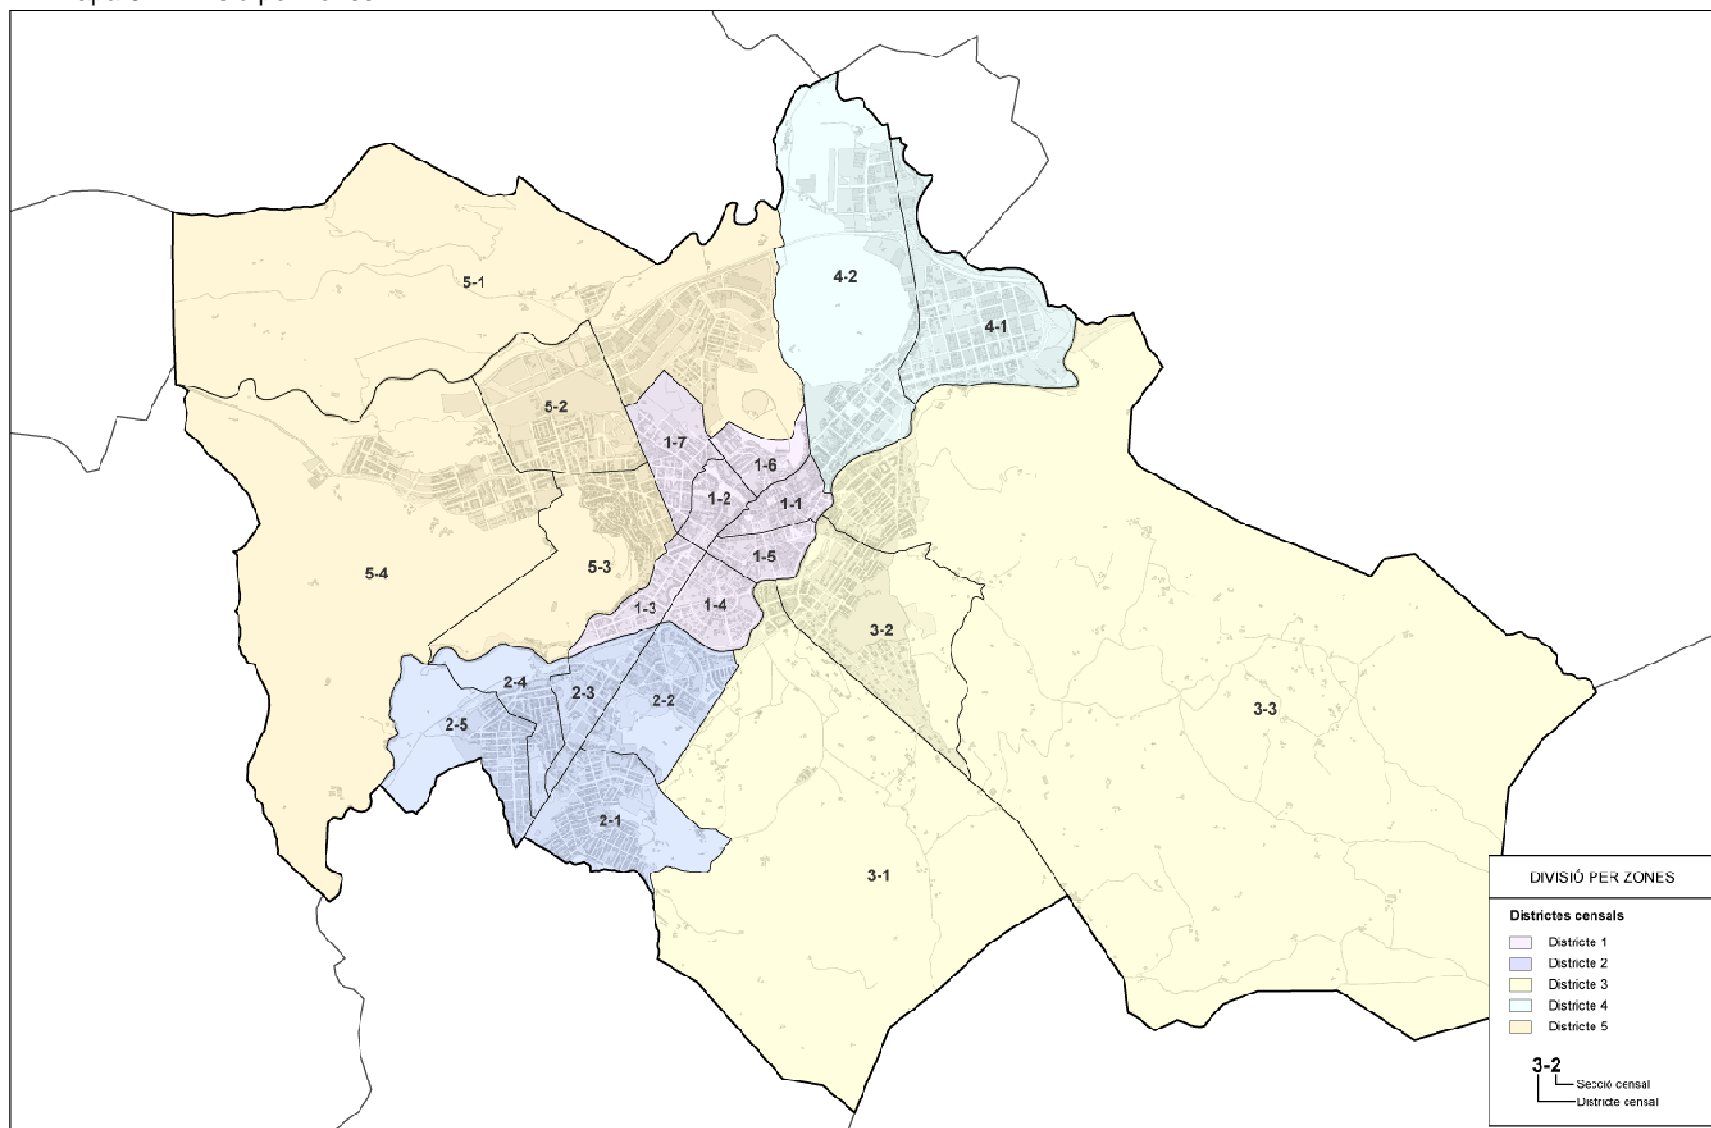 5-1
4-2
4-1
5-2
1-7
1-6
1-2
1-1
1-5
5-3
5-4
1-3
1-4
3-2
2-4
2-3
2-2
2-5
3-3
2-1
3-1
DIVISIÓ PER ZONES
Districtes censals
Districte 1
Districte 2
Districte 3
Districte 4
Districte 5
3-2
Secció censal
Districte censal